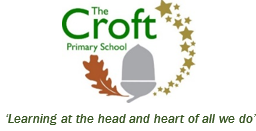 The
Croft
Primary School
‘Learning at the head and heart of all we do’